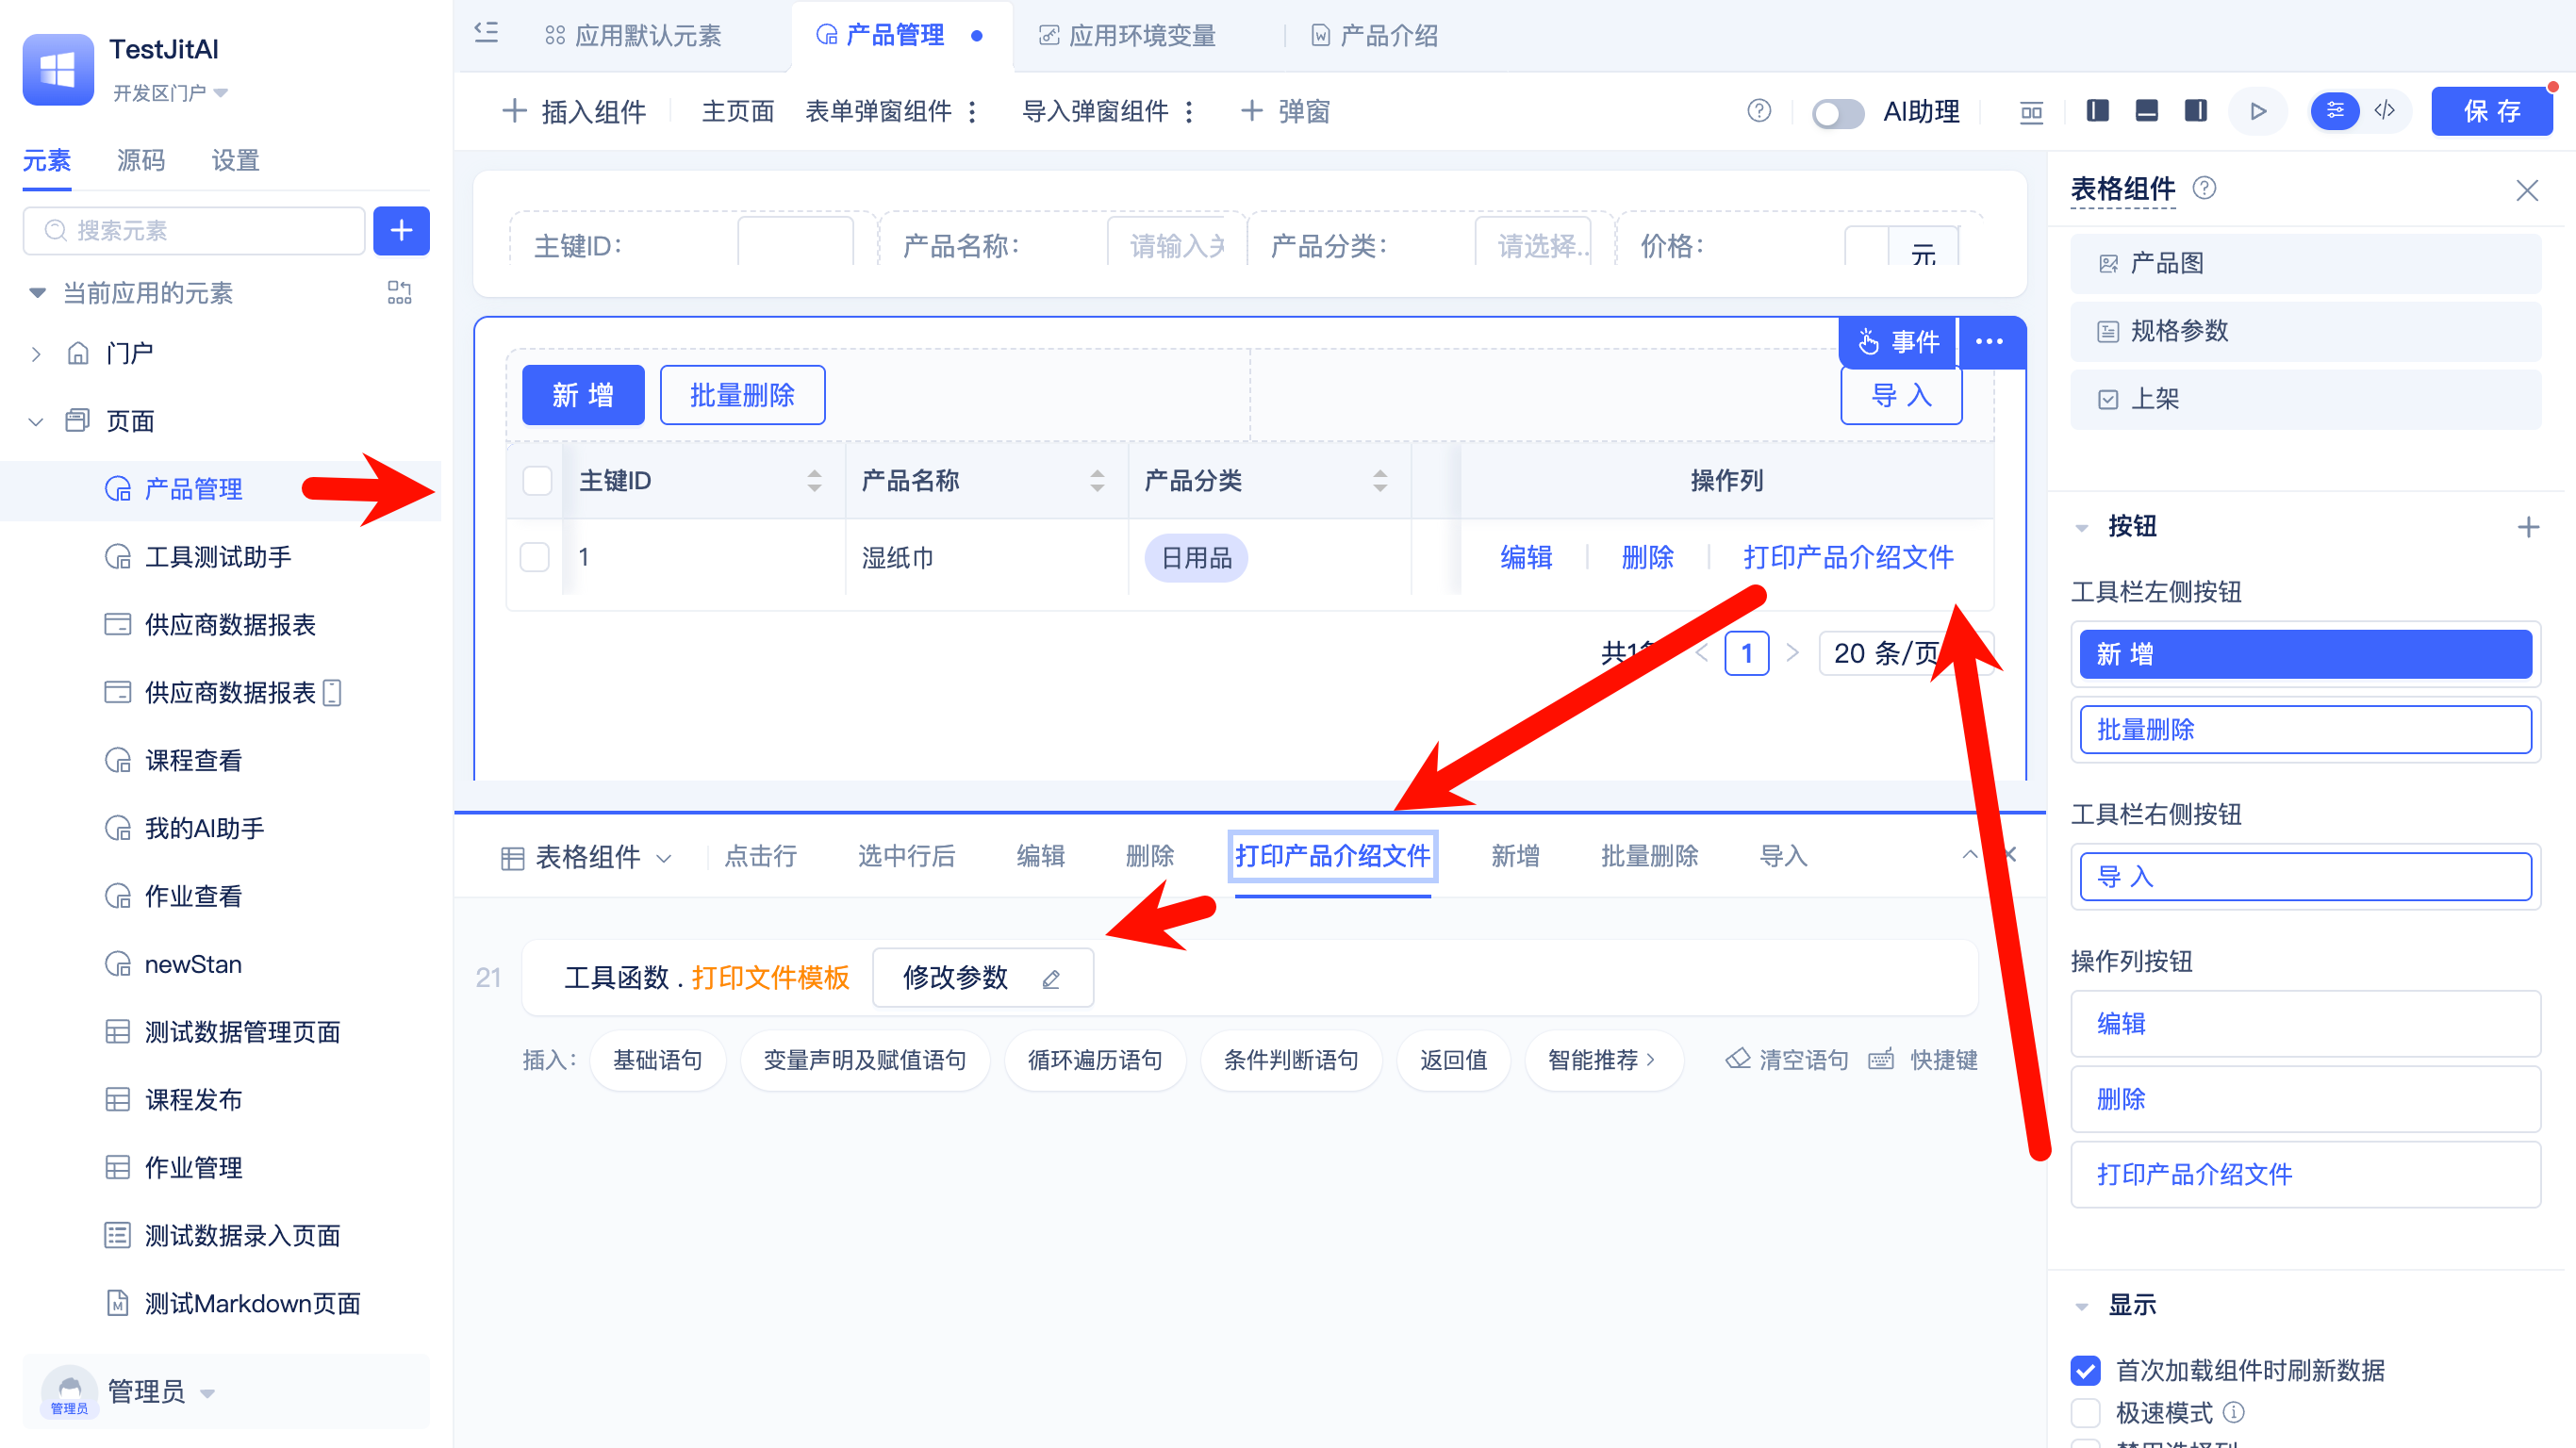 TestJitAI
开发区门户
元素 源码 设置
搜索元素
当前应用的元素
门户
页面
产品管理
工具测试助手
供应商数据报表
供应商数据报表
课程查看
我的AI助手
作业查看
newStan
测试数据管理页面
课程发布
作业管理
测试数据录入页面
测试Markdown页面
管理员
管理员
应用默认元素 产品管理 应用环境变量 产品介绍
插入组件 主页面 表单弹窗组件 导入弹窗组件 弹窗 AI助理 保 存
主键ID: 产品名称: 请输入关 产品分类: 请选择.. 价格: 元
事件
新 增 批量删除 导 入
主键ID 产品名称 产品分类 操作列
1 湿纸巾 日用品 编辑 删除 打印产品介绍文件
共1 1 20 条/页
表格组件 点击行 选中行后 编辑 删除 打印产品介绍文件 新增 批量删除 导入
21 工具函数 . 打印文件模板 修改参数
插入: 基础语句 变量声明及赋值语句 循环遍历语句 条件判断语句 返回值 智能推荐 清空语句 快捷键
表格组件
产品图
规格参数
上架
按钮
工具栏左侧按钮
新 增
批量删除
工具栏右侧按钮
导 入
操作列按钮
编辑
删除
打印产品介绍文件
显示
首次加载组件时刷新数据
极速模式